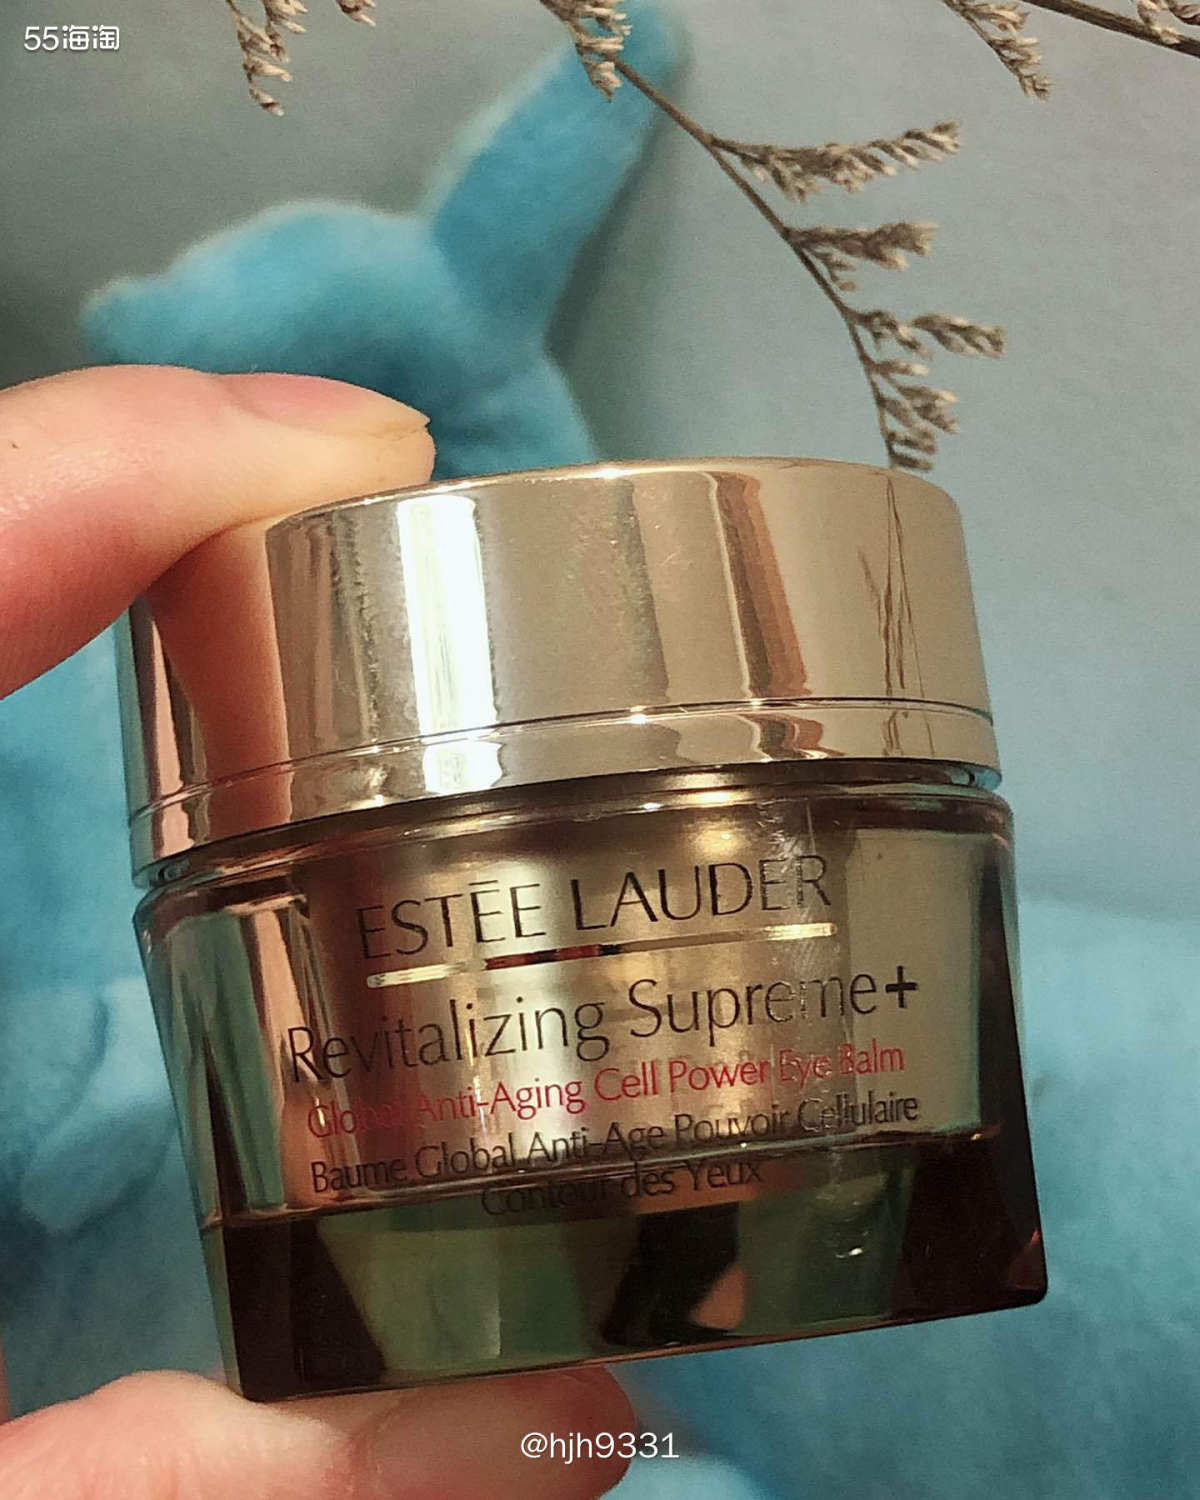 55海淘
ESTĒE LAUDER
Revitalizing Supreme+
Global Anti-Aging Cell Power Eye Balm
Baume Global Anti-Age Pouvoir Cellulaire
Contour des Yeux
@hjh9331